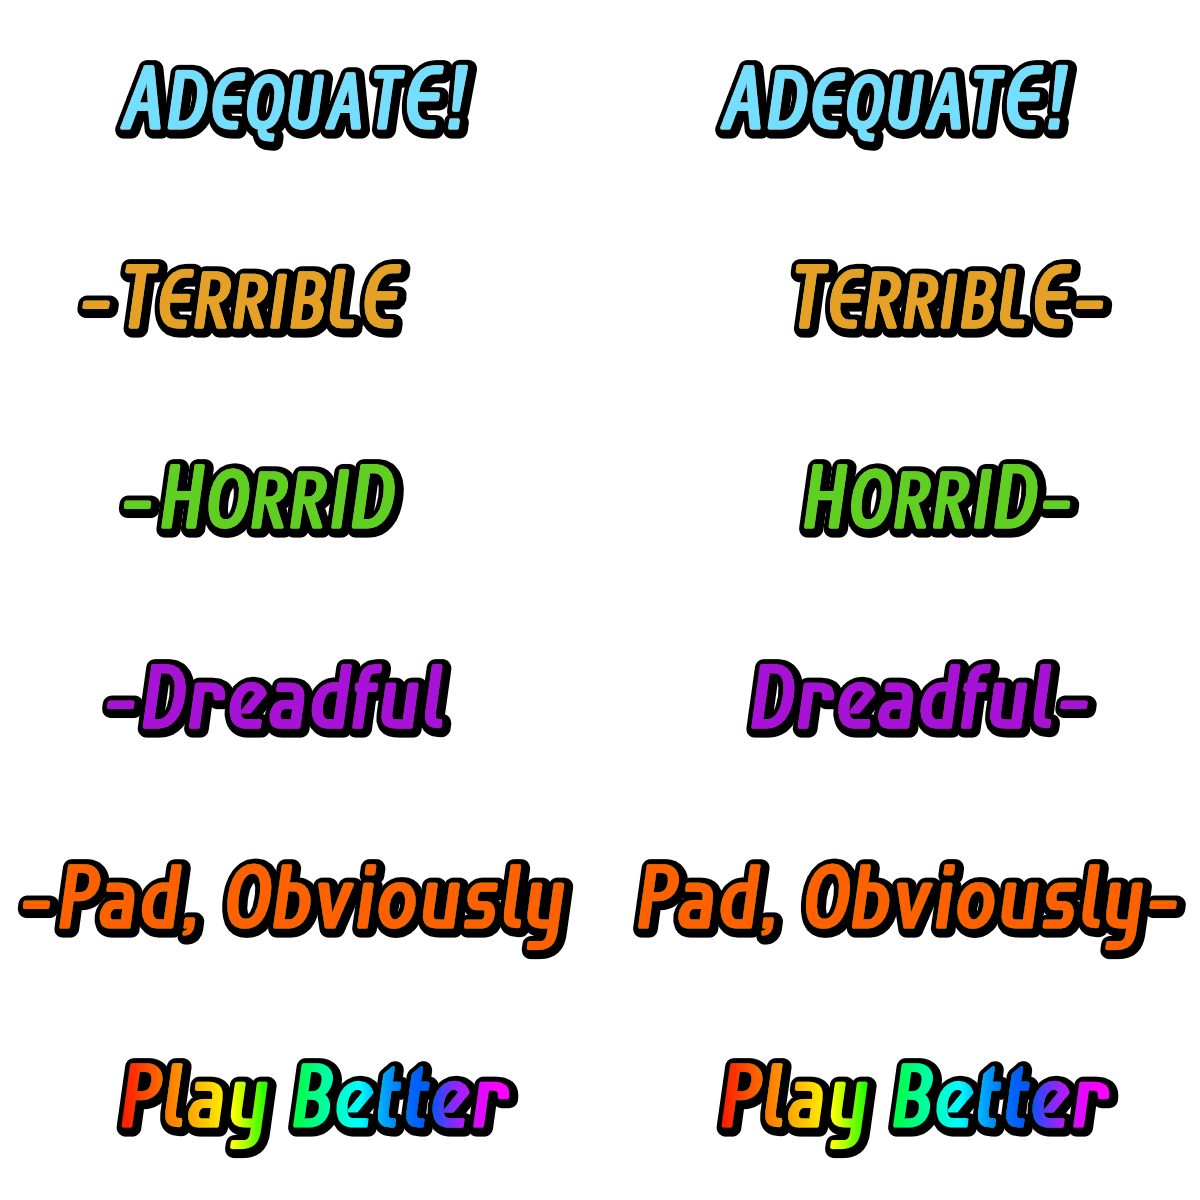 ADEQUATE! ADEQUATE!
-TERRIBLE TERRIBLE-
-HORRID HORRID-
-Dreadful Dreadful-
-Pad, Obviously Pad, Obviously-
Play Better Play Better